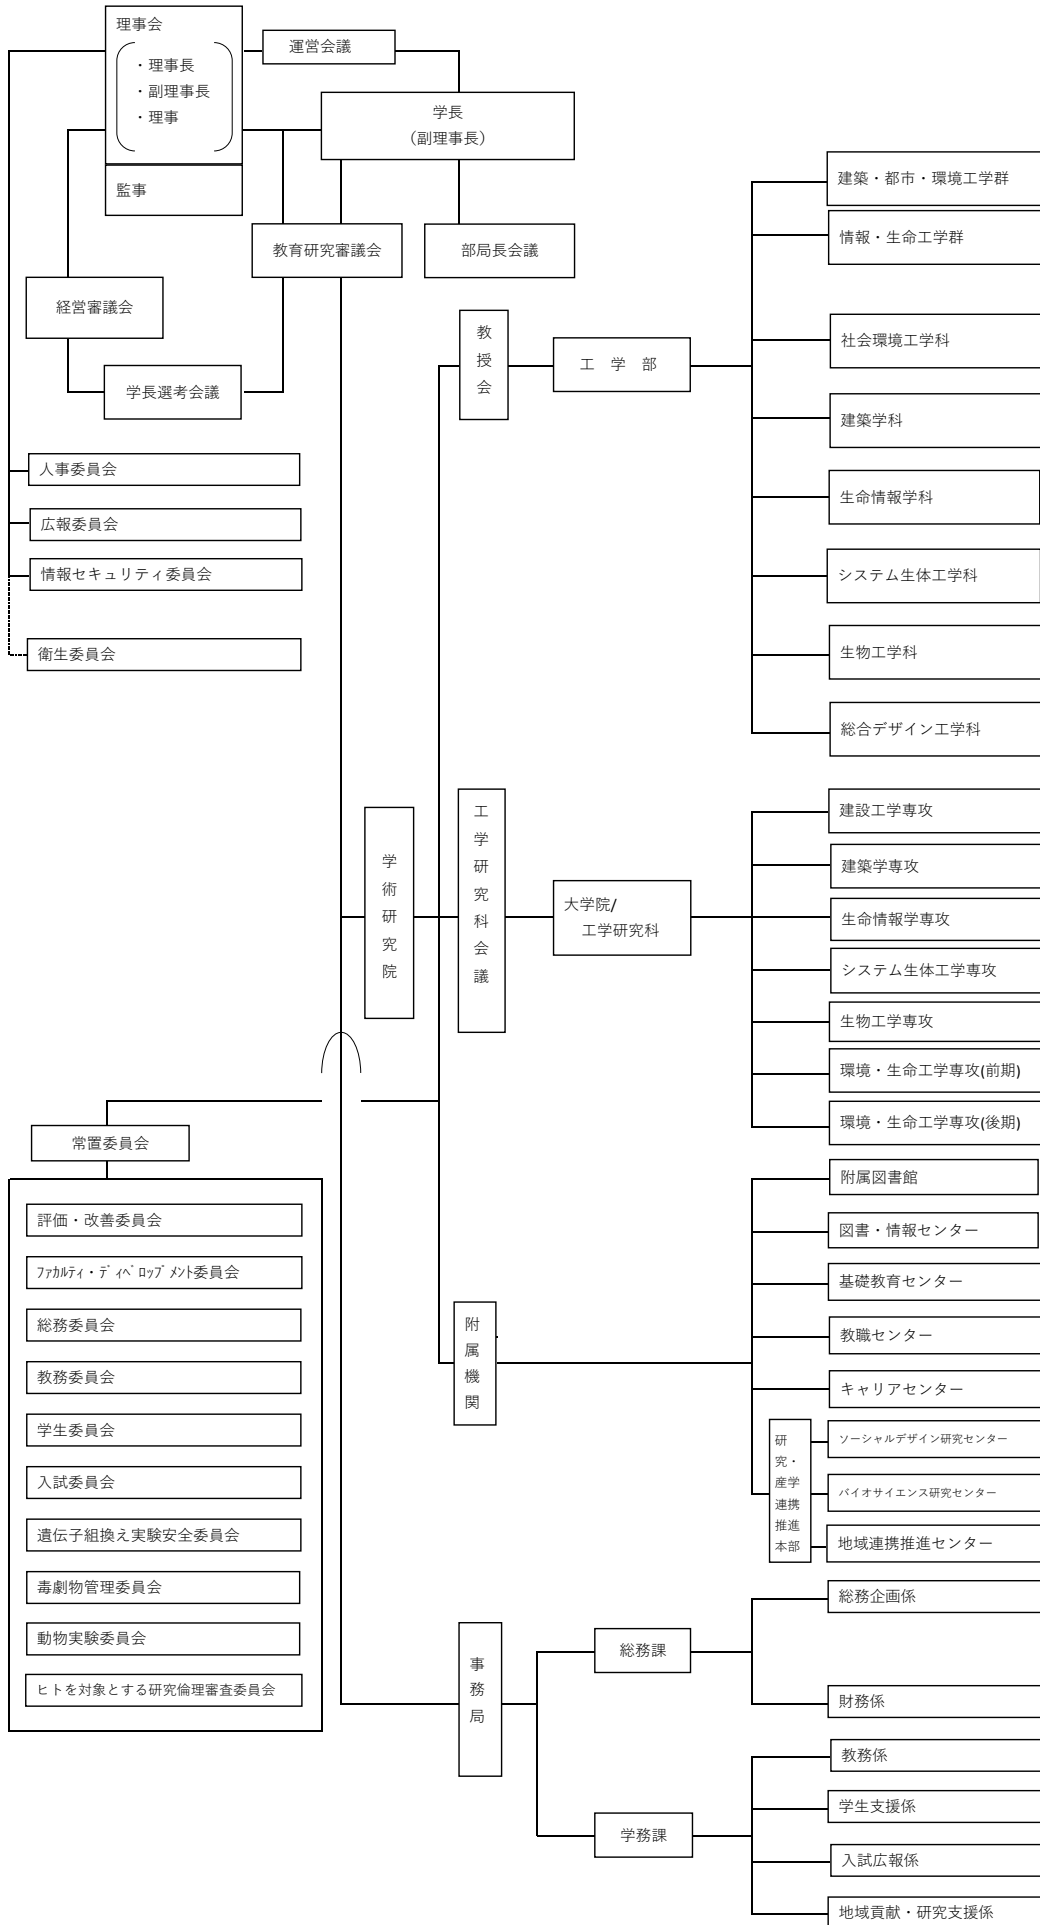 理事会
・理事長
・副理事長
・理事
監事
運営会議
学長
（副理事長）
教育研究審議会
部局長会議
経営審議会
学長選考会議
人事委員会
広報委員会
情報セキュリティ委員会
衛生委員会
教授会
工　学　部
建築・都市・環境工学群
情報・生命工学群
社会環境工学科
建築学科
生命情報学科
システム生体工学科
生物工学科
総合デザイン工学科
学術研究院
工学研究科会議
大学院/
工学研究科
建設工学専攻
建築学専攻
生命情報学専攻
システム生体工学専攻
生物工学専攻
環境・生命工学専攻(前期)
環境・生命工学専攻(後期)
常置委員会
評価・改善委員会
ﾌｧｶﾙﾃｨ・ﾃﾞｨﾍﾞﾛｯﾌﾟﾒﾝﾄ委員会
総務委員会
教務委員会
学生委員会
入試委員会
遺伝子組換え実験安全委員会
毒劇物管理委員会
動物実験委員会
ヒトを対象とする研究倫理審査委員会
附属機関
附属図書館
図書・情報センター
基礎教育センター
教職センター
キャリアセンター
研
究・
産学
連携
推進
本部
ソーシャルデザイン研究センター
バイオサイエンス研究センター
地域連携推進センター
事務局
総務課
総務企画係
財務係
学務課
教務係
学生支援係
入試広報係
地域貢献・研究支援係